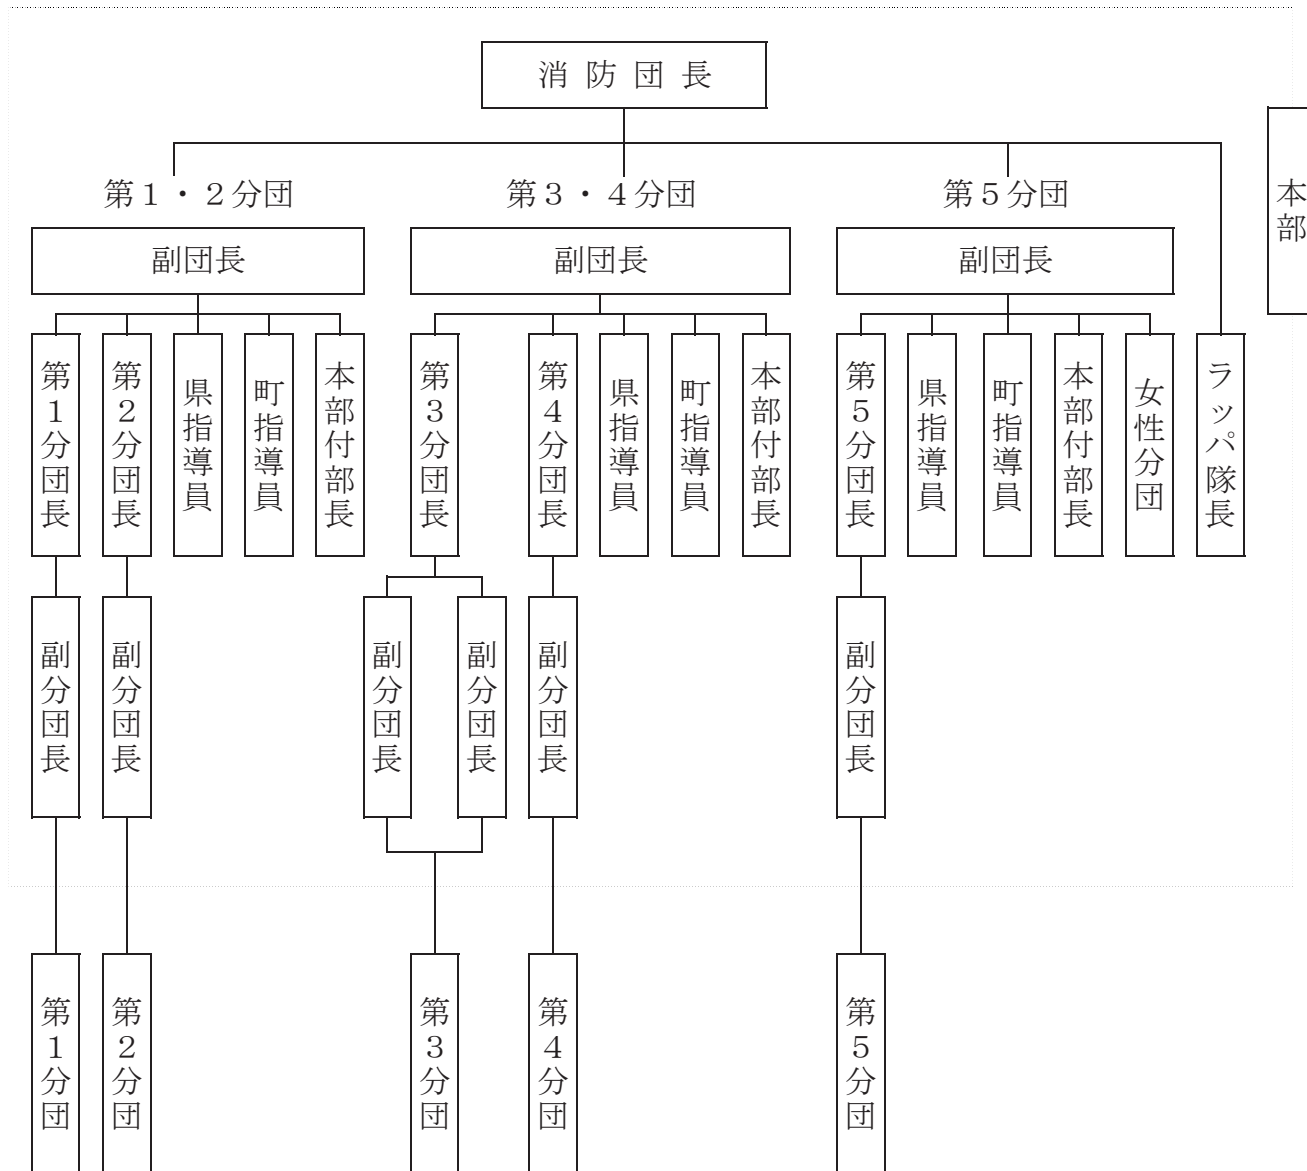 消防団長
本部
第１・２分団
第３・４分団
第５分団
副団長
副団長
副団長
第１分団長
第２分団長
県指導員
町指導員
本部付部長
第３分団長
第４分団長
県指導員
町指導員
本部付部長
第５分団長
県指導員
町指導員
本部付部長
女性分団
ラッパ隊長
副分団長
副分団長
副分団長
副分団長
副分団長
副分団長
第１分団
第２分団
第３分団
第４分団
第５分団